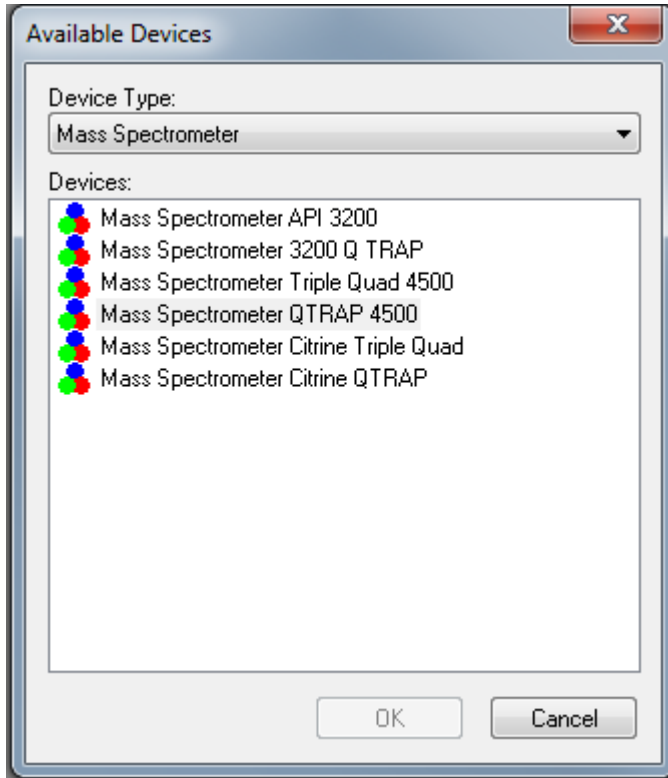 Available Devices
Device Type:
Mass Spectrometer
Devices:
Mass Spectrometer API 3200
Mass Spectrometer 3200 Q TRAP
Mass Spectrometer Triple Quad 4500
Mass Spectrometer QTRAP 4500
Mass Spectrometer Citrine Triple Quad
Mass Spectrometer Citrine QTRAP
OK Cancel